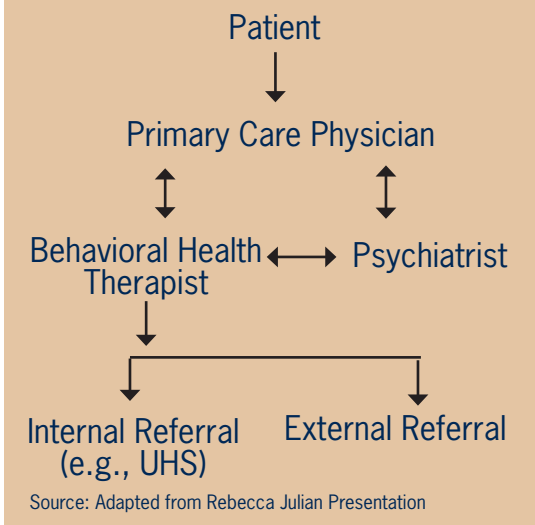 Patient
Primary Care Physician
Behavioral Health
Therapist
Psychiatrist
Internal Referral
(e.g., UHS)
External Referral
Source: Adapted from Rebecca Julian Presentation